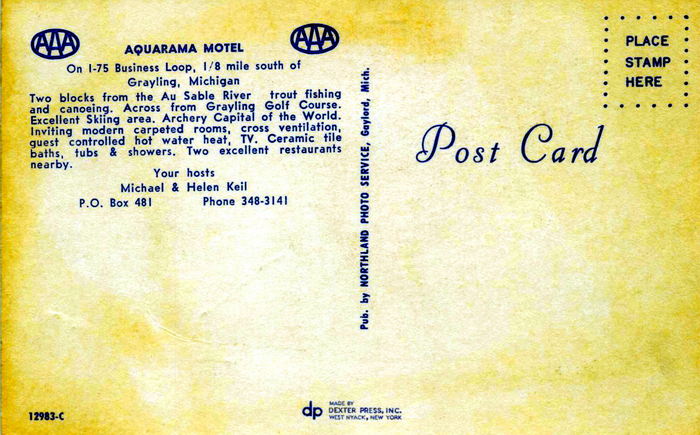 AAA AAA
AQUARAMA MOTEL
On I-75 Business Loop, 1/8 mile south of
Grayling, Michigan
Two blocks from the Au Sable River trout fishing
and canoeing. Across from Grayling Golf Course.
Excellent Skiing area. Archery Capital of the World.
Inviting modern carpeted rooms, cross ventilation,
guest controlled hot water heat, TV. Ceramic tile
baths, tubs & showers. Two excellent restaurants
nearby.
Your hosts
Michael & Helen Keil
P.O. Box 481 Phone 348-3141
12983-C
Pub. by NORTHLAND PHOTO SERVICE, Gaylord, Mich.
dp
MADE BY
DEXTER PRESS, INC.
WEST NYACK, NEW YORK
Post Card
PLACE
STAMP
HERE